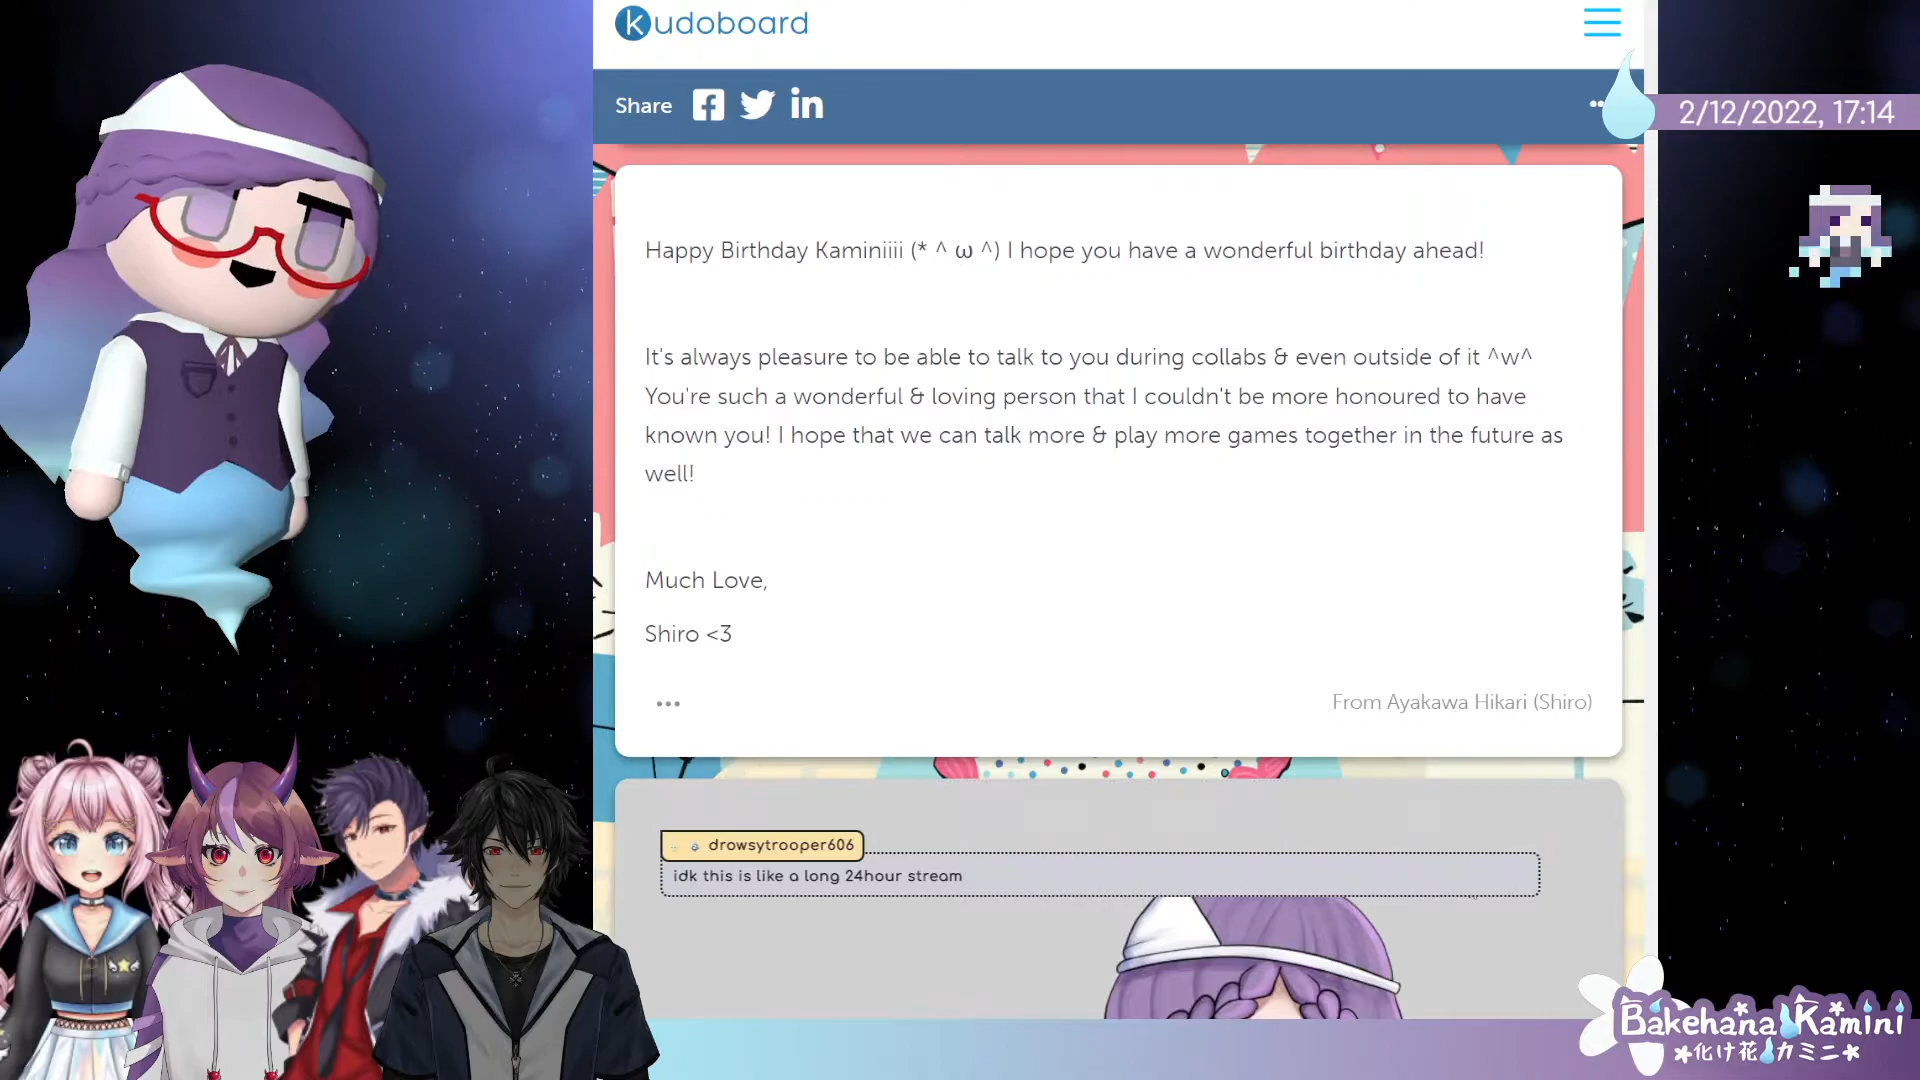 kudoboard
Share
2/12/2022, 17:14
Happy Birthday Kaminiiii (* ^ ω ^) I hope you have a wonderful birthday ahead!
It's always pleasure to be able to talk to you during collabs & even outside of it ^w^
You're such a wonderful & loving person that I couldn't be more honoured to have
known you! I hope that we can talk more & play more games together in the future as
well!
Much Love,
Shiro <3
From Ayakawa Hikari (Shiro)
drowsytrooper606
idk this is like a long 24hour stream
Bakehana Kamini
化け花カミニ